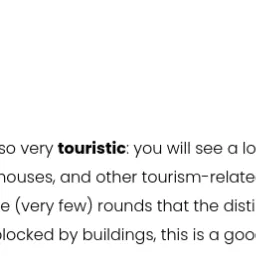 so very touristic: you will see a lo
houses, and other tourism-relate
e (very few) rounds that the disti
locked by buildings, this is a goo